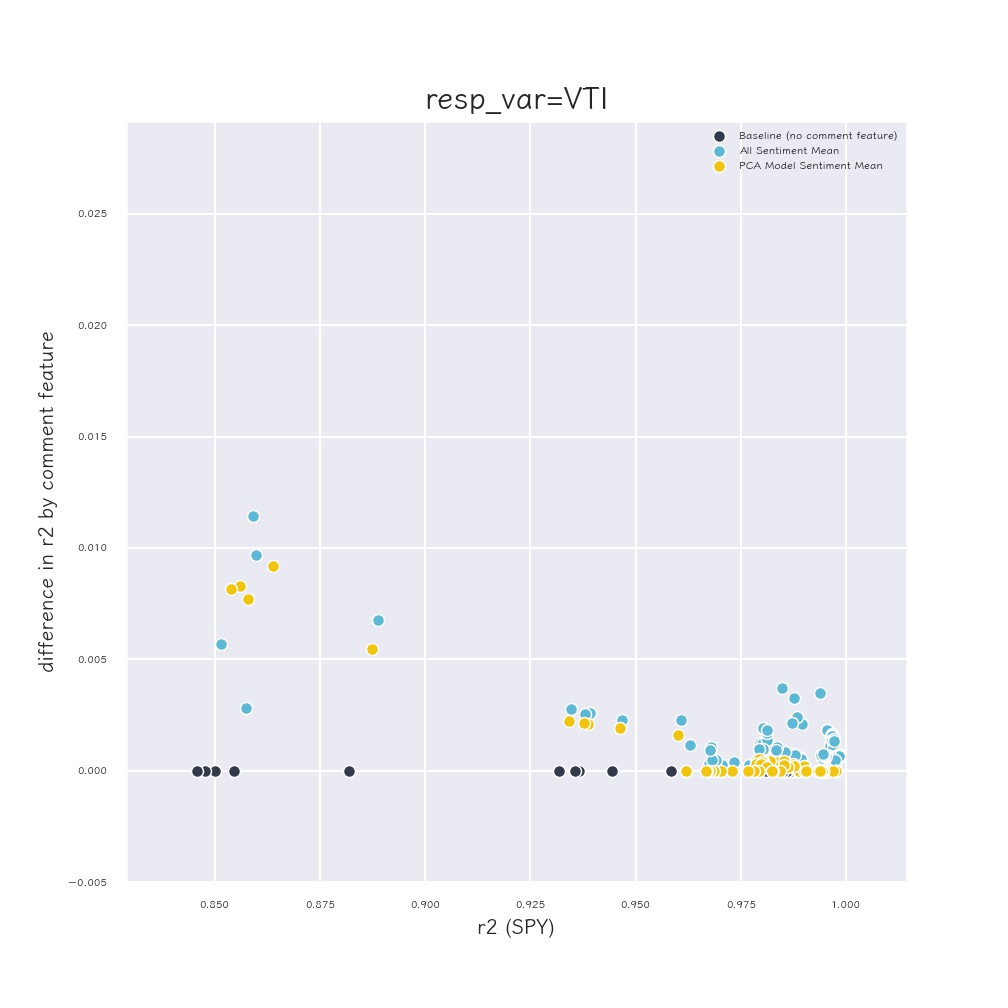 resp_var=VTI
Baseline (no comment feature)
All Sentiment Mean
PCA Model Sentiment Mean
0.025
0.020
0.015
0.010
0.005
0.000
−0.005
difference in r2 by comment feature
0.850 0.875 0.900 0.925 0.950 0.975 1.000
r2 (SPY)